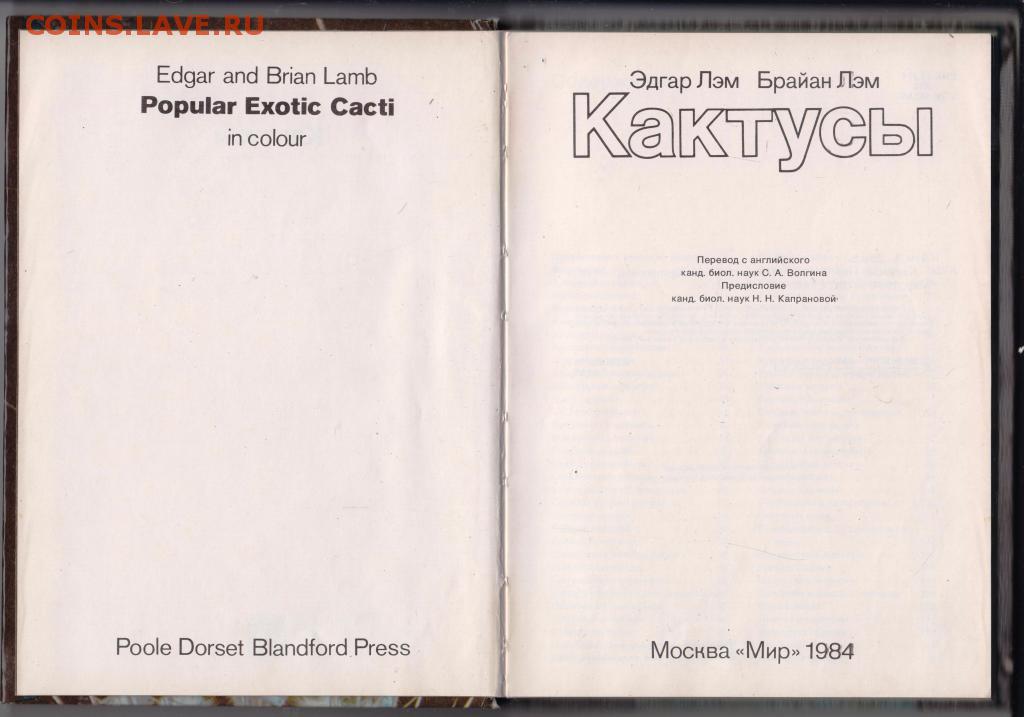 COINS.LAVE.RU
Edgar and Brian Lamb
Popular Exotic Cacti
in colour
Poole Dorset Blandford Press
Эдгар Лэм Брайан Лэм
Кактусы
Перевод с английского
канд. биол. наук С. А. Волгина
Предисловие
канд. биол. наук Н. Н. Капрановой
Москва «Мир» 1984